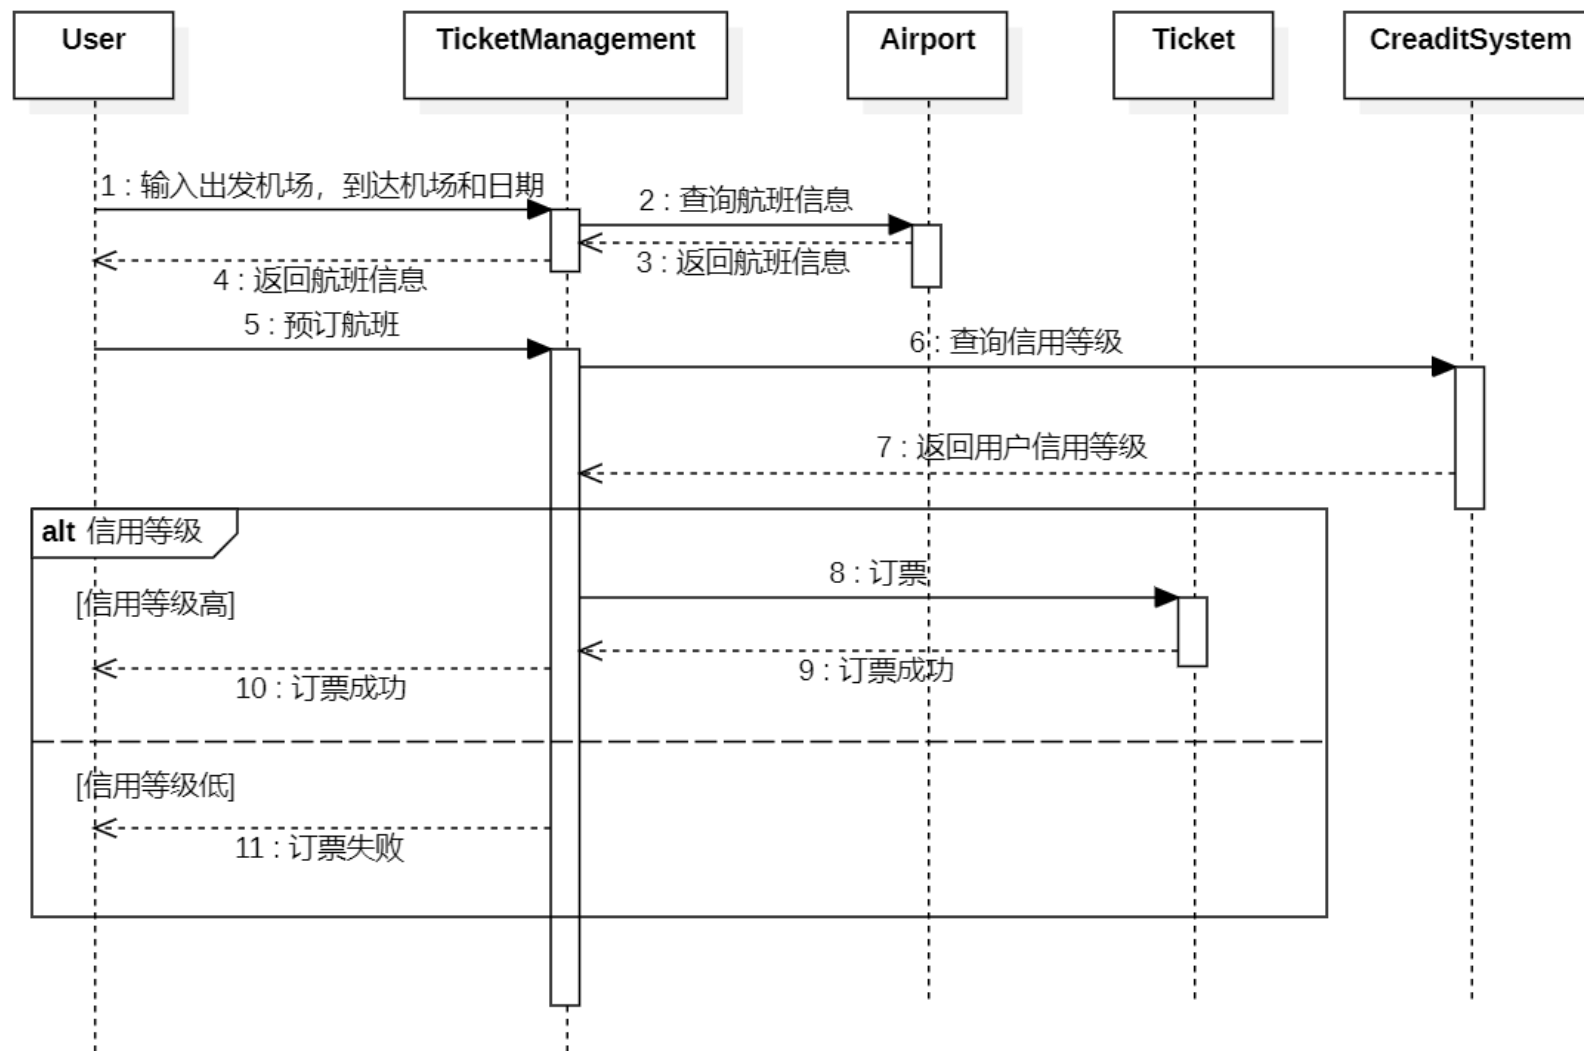 User
TicketManagement
Airport
Ticket
CreaditSystem
1 : 输入出发机场，到达机场和日期
2 : 查询航班信息
3 : 返回航班信息
4 : 返回航班信息
5 : 预订航班
6 : 查询信用等级
7 : 返回用户信用等级
alt 信用等级
8 : 订票
[信用等级高]
9 : 订票成功
10 : 订票成功
[信用等级低]
11 : 订票失败